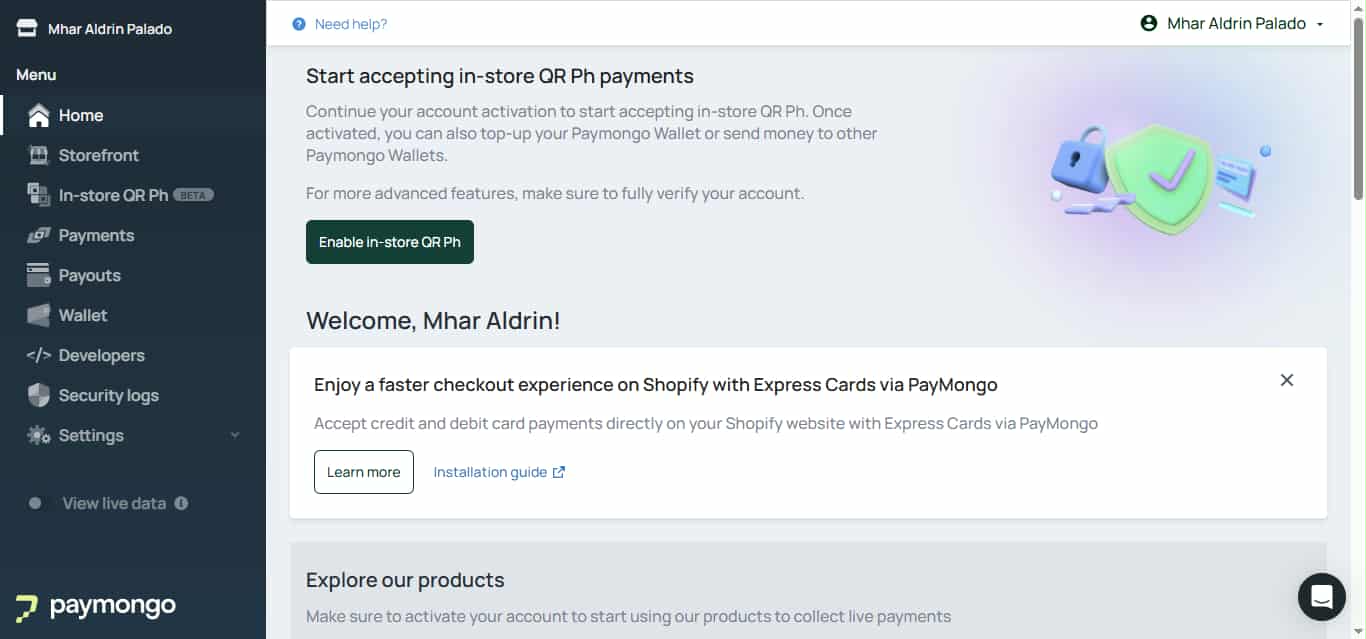 Mhar Aldrin Palado
Menu
Home
Storefront
In-store QR Ph BETA
Payments
Payouts
Wallet
</> Developers
Security logs
Settings
View live data
paymongo
Need help?
Mhar Aldrin Palado
Start accepting in-store QR Ph payments
Continue your account activation to start accepting in-store QR Ph. Once
activated, you can also top-up your Paymongo Wallet or send money to other
Paymongo Wallets.
For more advanced features, make sure to fully verify your account.
Enable in-store QR Ph
Welcome, Mhar Aldrin!
Enjoy a faster checkout experience on Shopify with Express Cards via PayMongo
Accept credit and debit card payments directly on your Shopify website with Express Cards via PayMongo
Learn more
Installation guide
Explore our products
Make sure to activate your account to start using our products to collect live payments